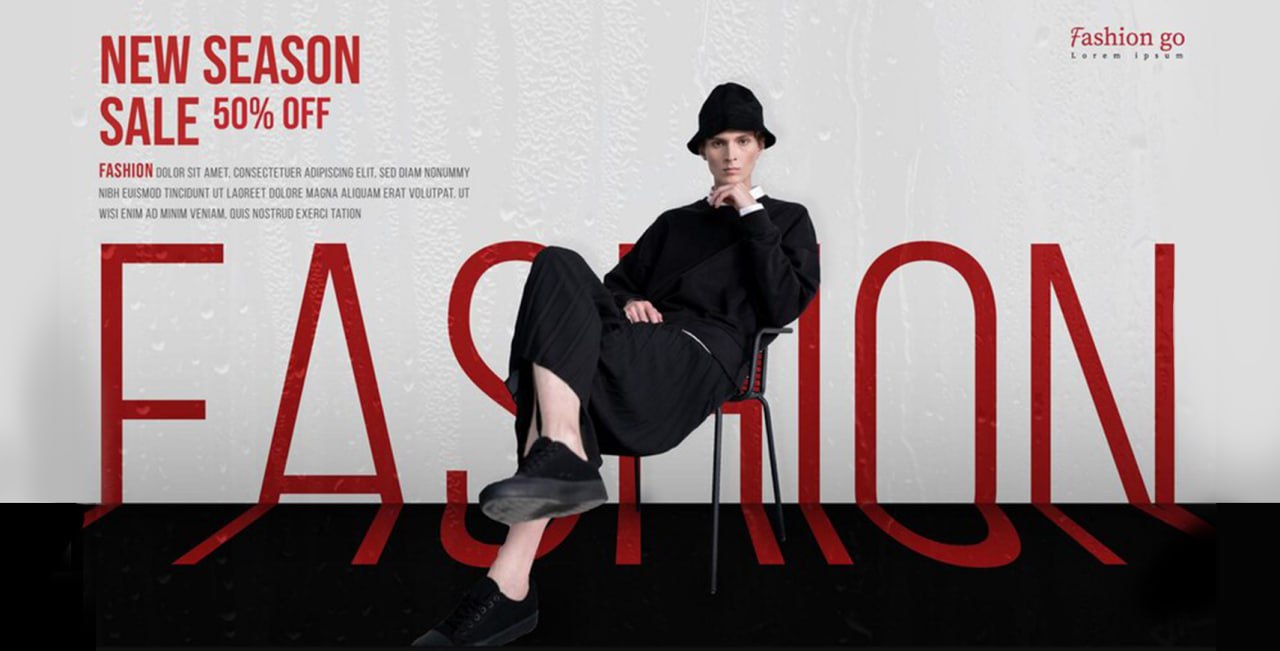 NEW SEASON
SALE 50% OFF
FASHION DOLOR SIT AMET, CONSECTETUER ADIPISCING ELIT, SED DIAM NONUMMY
NIBH EUISMOD TINCIDUNT UT LAOREET DOLORE MAGNA ALIQUAM ERAT VOLUTPAT. UT
WISI ENIM AD MINIM VENIAM, QUIS NOSTRUD EXERCI TATION
Fashion go
Lorem ipsum
FASHION